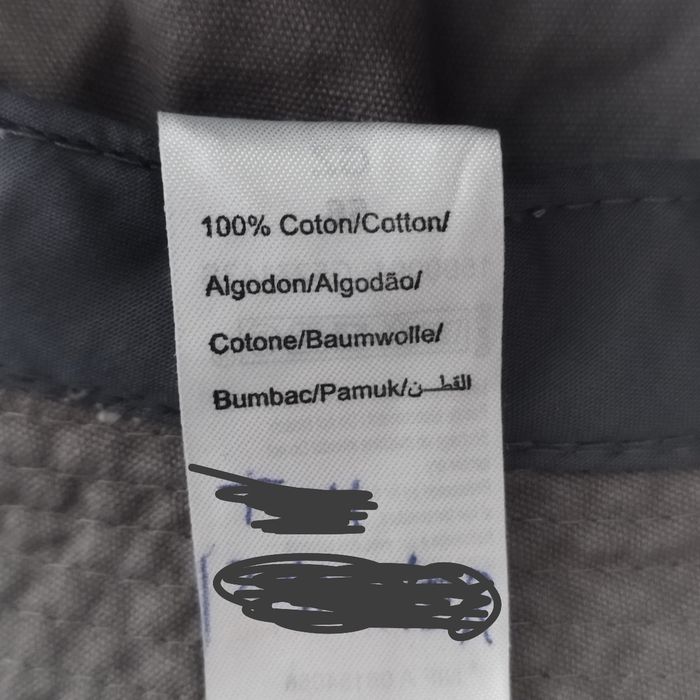 100% Coton/Cotton/
Algodon/Algodão/
Cotone/Baumwolle/
Bumbac/Pamuk/القطن